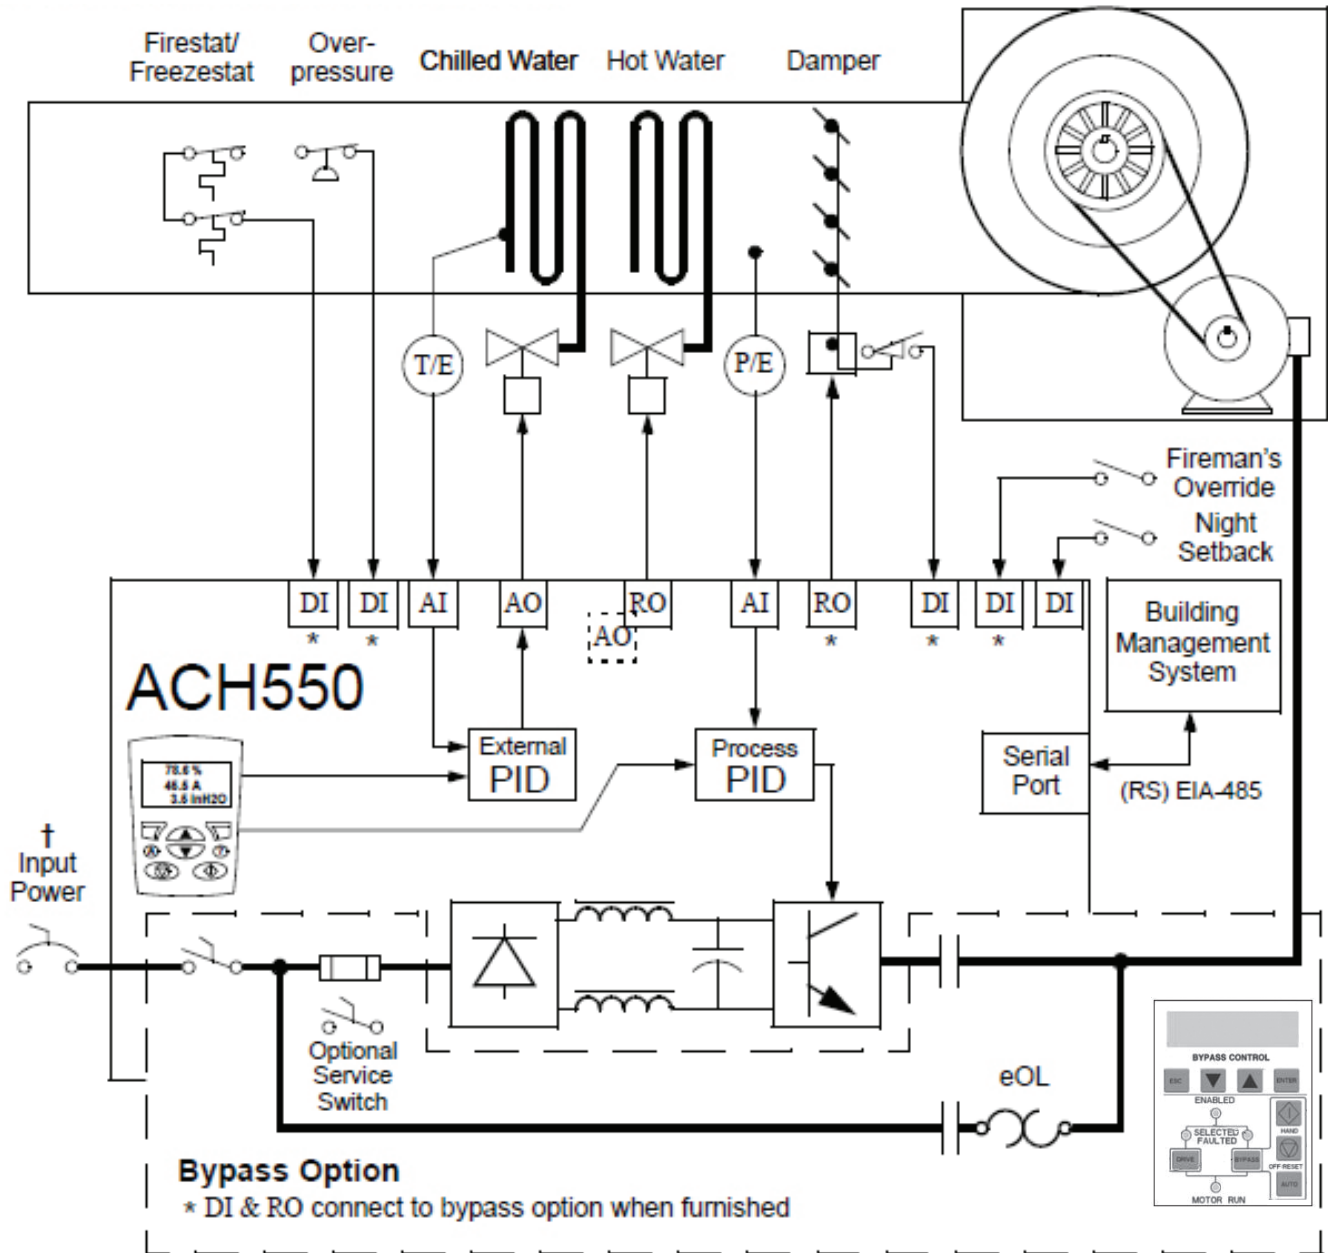 Firestat/
Freezestat
Over-
pressure
Chilled Water
Hot Water
Damper
T/E
P/E
Fireman's
Override
Night
Setback
DI
DI
AI
AO
RO
AI
RO
DI
DI
DI
*
*
AO
*
*
*
Building
Management
System
ACH550
External
PID
Process
PID
Serial
Port
(RS) EIA-485
78.6 %
46.5 A
3.5 InH2O
†
Input
Power
Optional
Service
Switch
eOL
BYPASS CONTROL
ESC
ENTER
ENABLED
HAND
SELECTED
FAULTED
DRIVE
BYPASS
OFF/RESET
AUTO
MOTOR RUN
Bypass Option
* DI & RO connect to bypass option when furnished